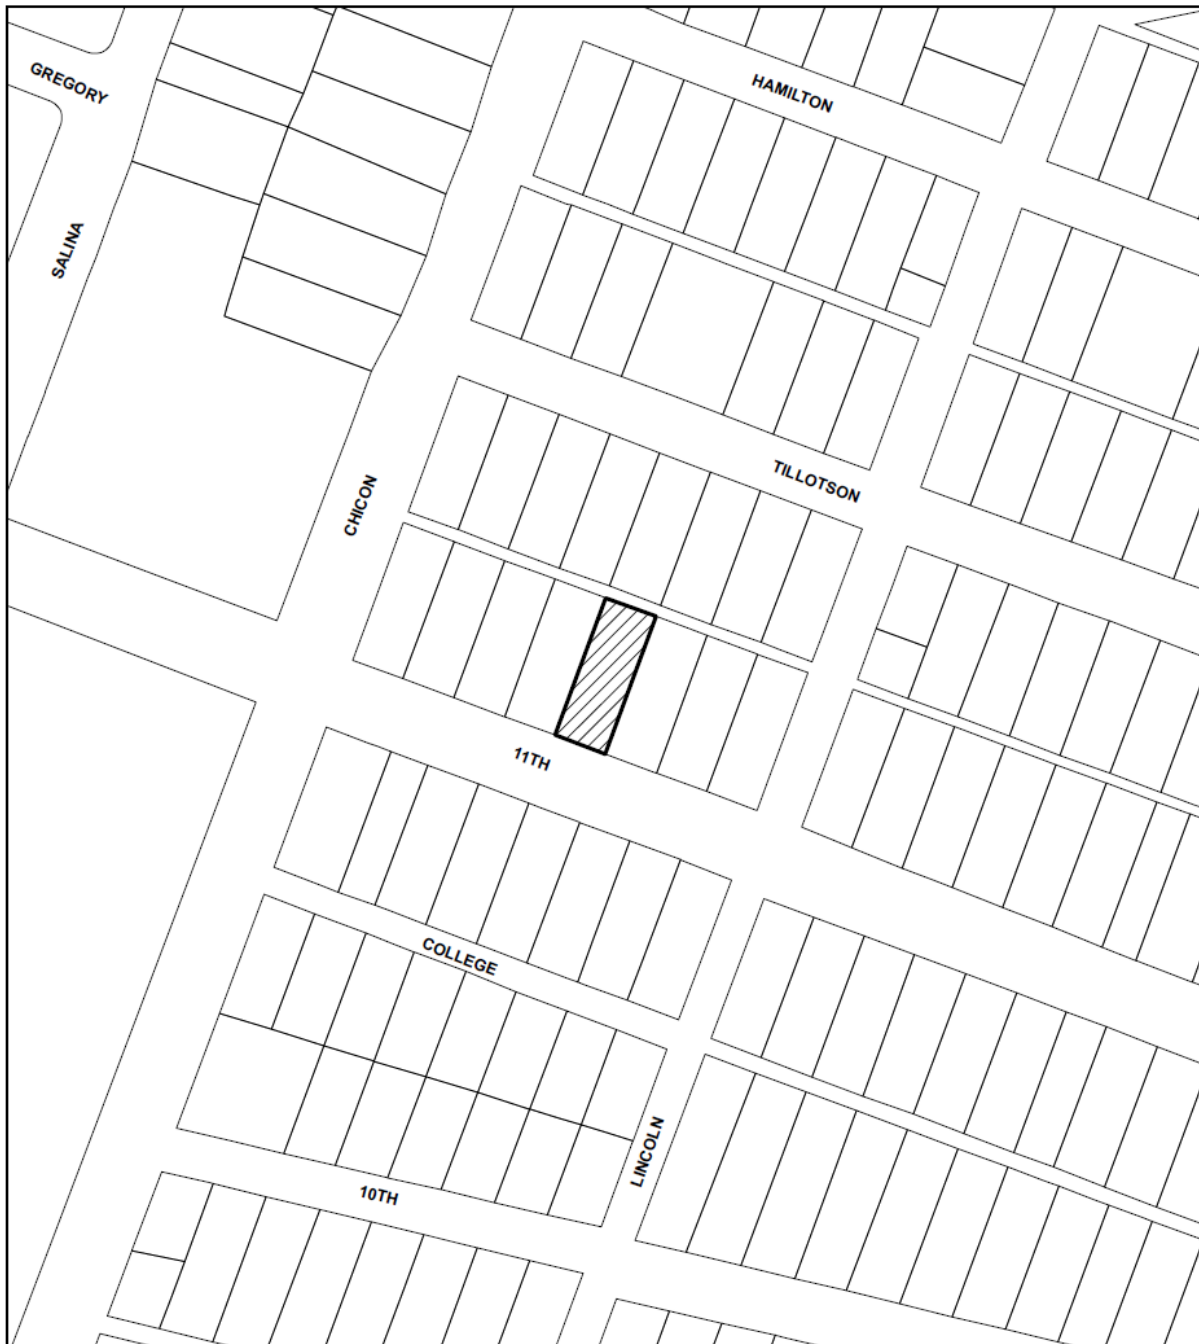 GREGORY
HAMILTON
SALINA
TILLOTSON
CHICON
11TH
COLLEGE
LINCOLN
10TH